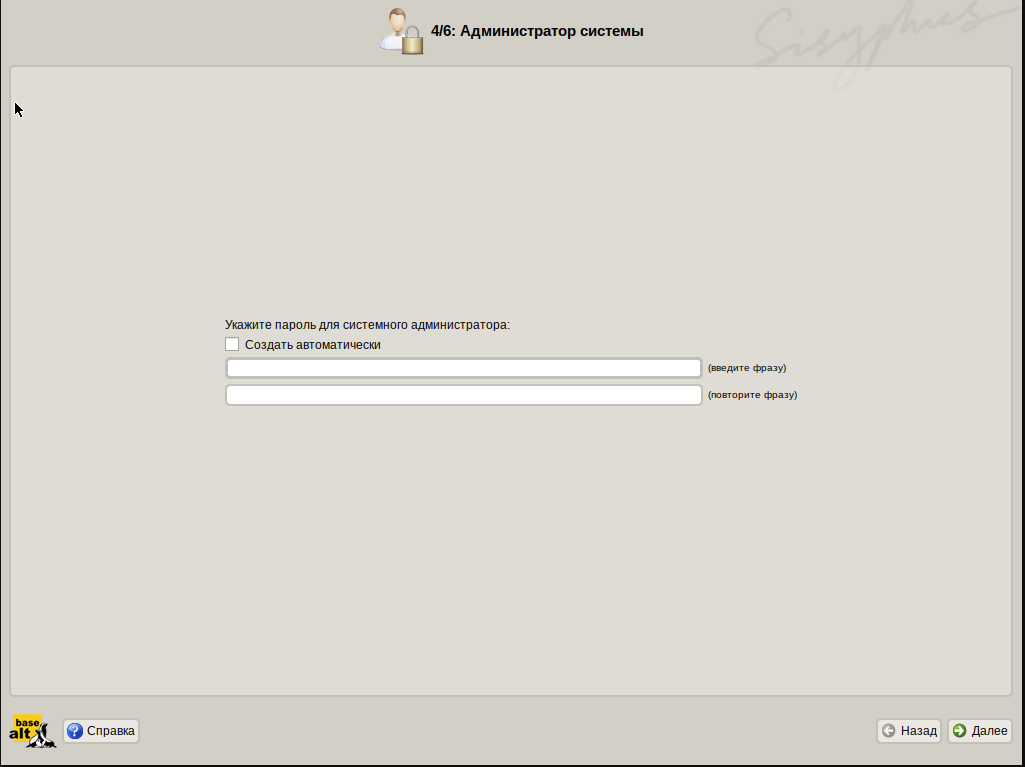 4/6: Администратор системы
Sisyphus
Укажите пароль для системного администратора:
Создать автоматически
(введите фразу)
(повторите фразу)
base
alt
Справка
Назад
Далее